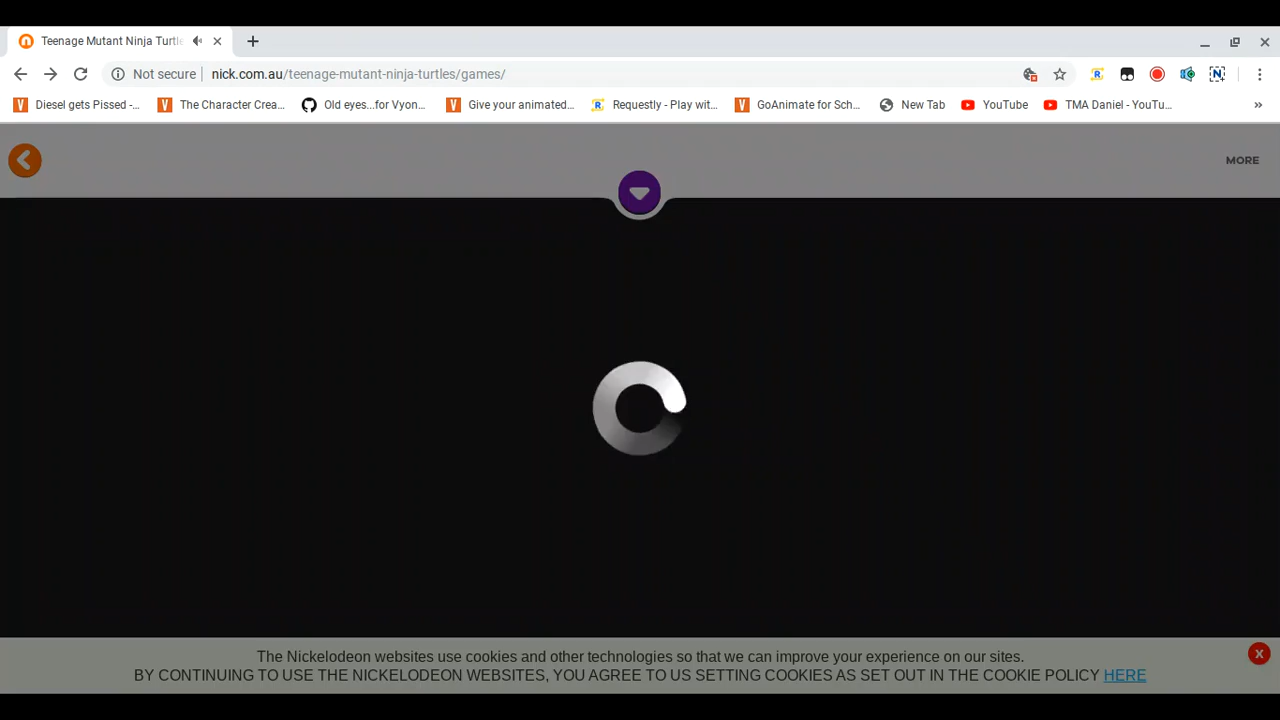 Teenage Mutant Ninja Turtle
Not secure
nick.com.au/teenage-mutant-ninja-turtles/games/
Diesel gets Pissed -...
The Character Crea...
Old eyes...for Vyon...
Give your animated...
Requestly - Play wit...
GoAnimate for Sch...
New Tab
YouTube
TMA Daniel - YouTu...
MORE
The Nickelodeon websites use cookies and other technologies so that we can improve your experience on our sites.
BY CONTINUING TO USE THE NICKELODEON WEBSITES, YOU AGREE TO US SETTING COOKIES AS SET OUT IN THE COOKIE POLICY HERE
X